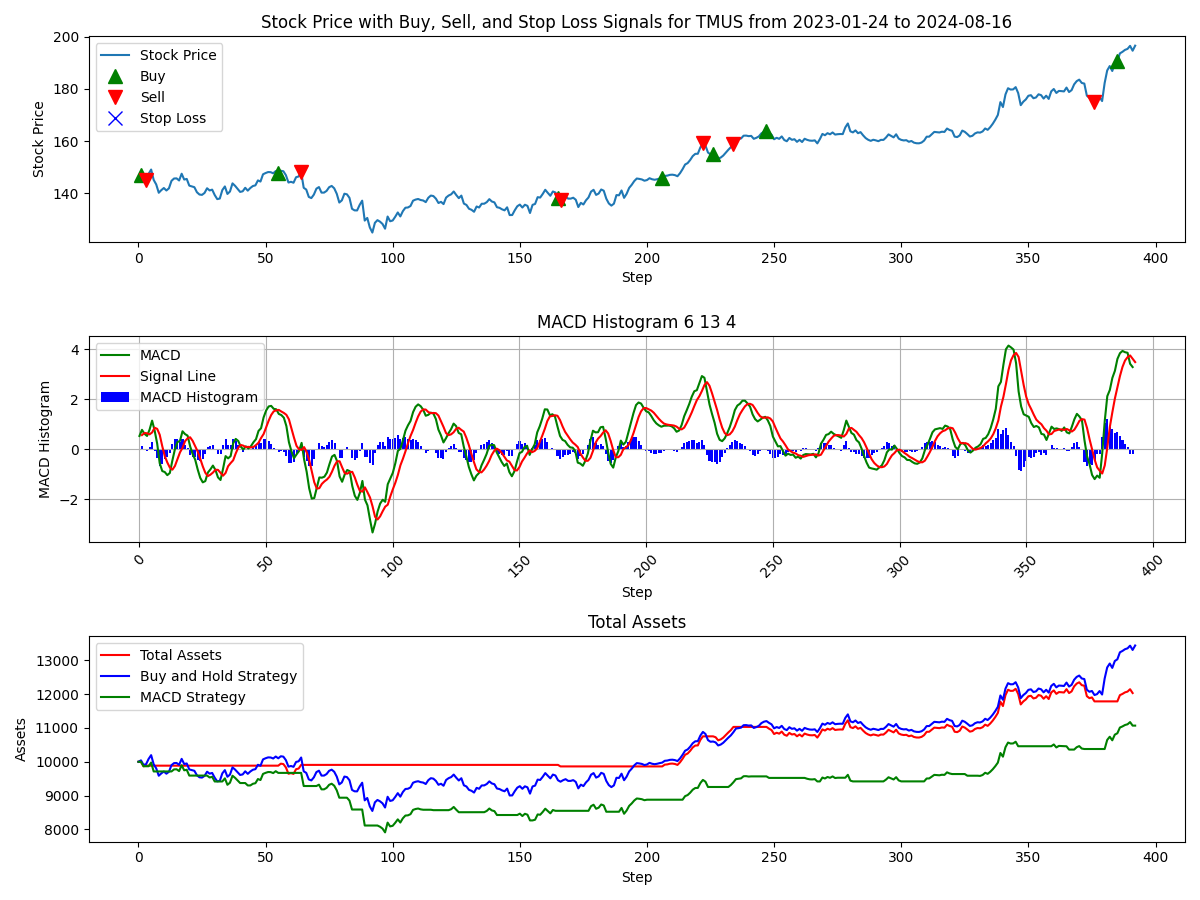 Stock Price with Buy, Sell, and Stop Loss Signals for TMUS from 2023-01-24 to 2024-08-16
200
180
160
140
Stock Price
Stock Price
Buy
Sell
Stop Loss
0 50 100 150 200 250 300 350 400
Step
MACD Histogram 6 13 4
4
2
0
−2
MACD Histogram
MACD
Signal Line
MACD Histogram
0 50 100 150 200 250 300 350 400
Step
Total Assets
13000
12000
11000
10000
9000
8000
Assets
Total Assets
Buy and Hold Strategy
MACD Strategy
0 50 100 150 200 250 300 350 400
Step